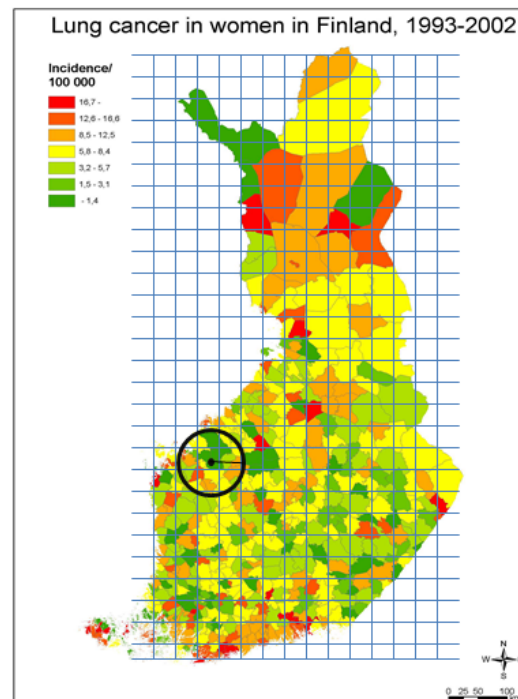 Lung cancer in women in Finland, 1993-2002
Incidence/
100 000
16,7 -
12,6 - 16,6
8,5 - 12,5
5,8 - 8,4
3,2 - 5,7
1,5 - 3,1
- 1,4
N
W E
S
0 25 50 100